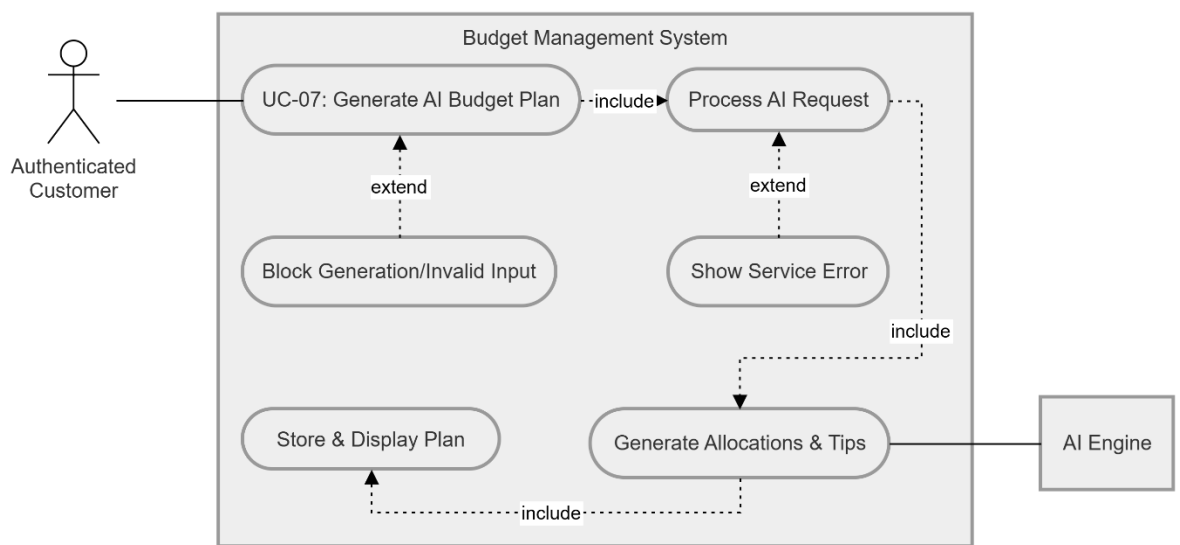 Budget Management System
UC-07: Generate AI Budget Plan
include
Process AI Request
Authenticated
Customer
extend
extend
Block Generation/Invalid Input
Show Service Error
include
Store & Display Plan
Generate Allocations & Tips
AI Engine
include